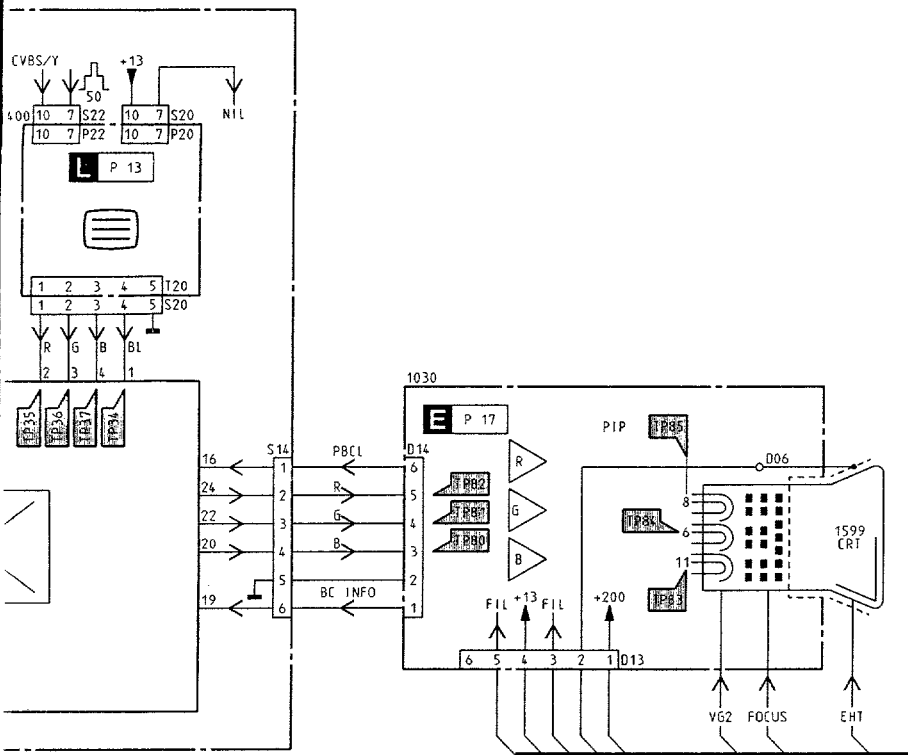 CVBS/Y
+13
50
NIL
400 10 7 S22 10 7 S20
10 7 P22 10 7 P20
L P 13
1 2 3 4 5 T20
1 2 3 4 5 S20
R G B BL
2 3 4 1
TP35 TP36 TP37 TP34
1030
E P 17
PIP
TP85
S14
PBCL
D14
16 1 6
24 2 R 5
22 3 G 4
20 4 B 3
5 2
19 6 BC INFO 1
TP82
TP80
R
G
B
D06
8
TP84 6
11
TP83
1599
CRT
FIL +13 FIL +200
6 5 4 3 2 1 D13
VG2 FOCUS EHT